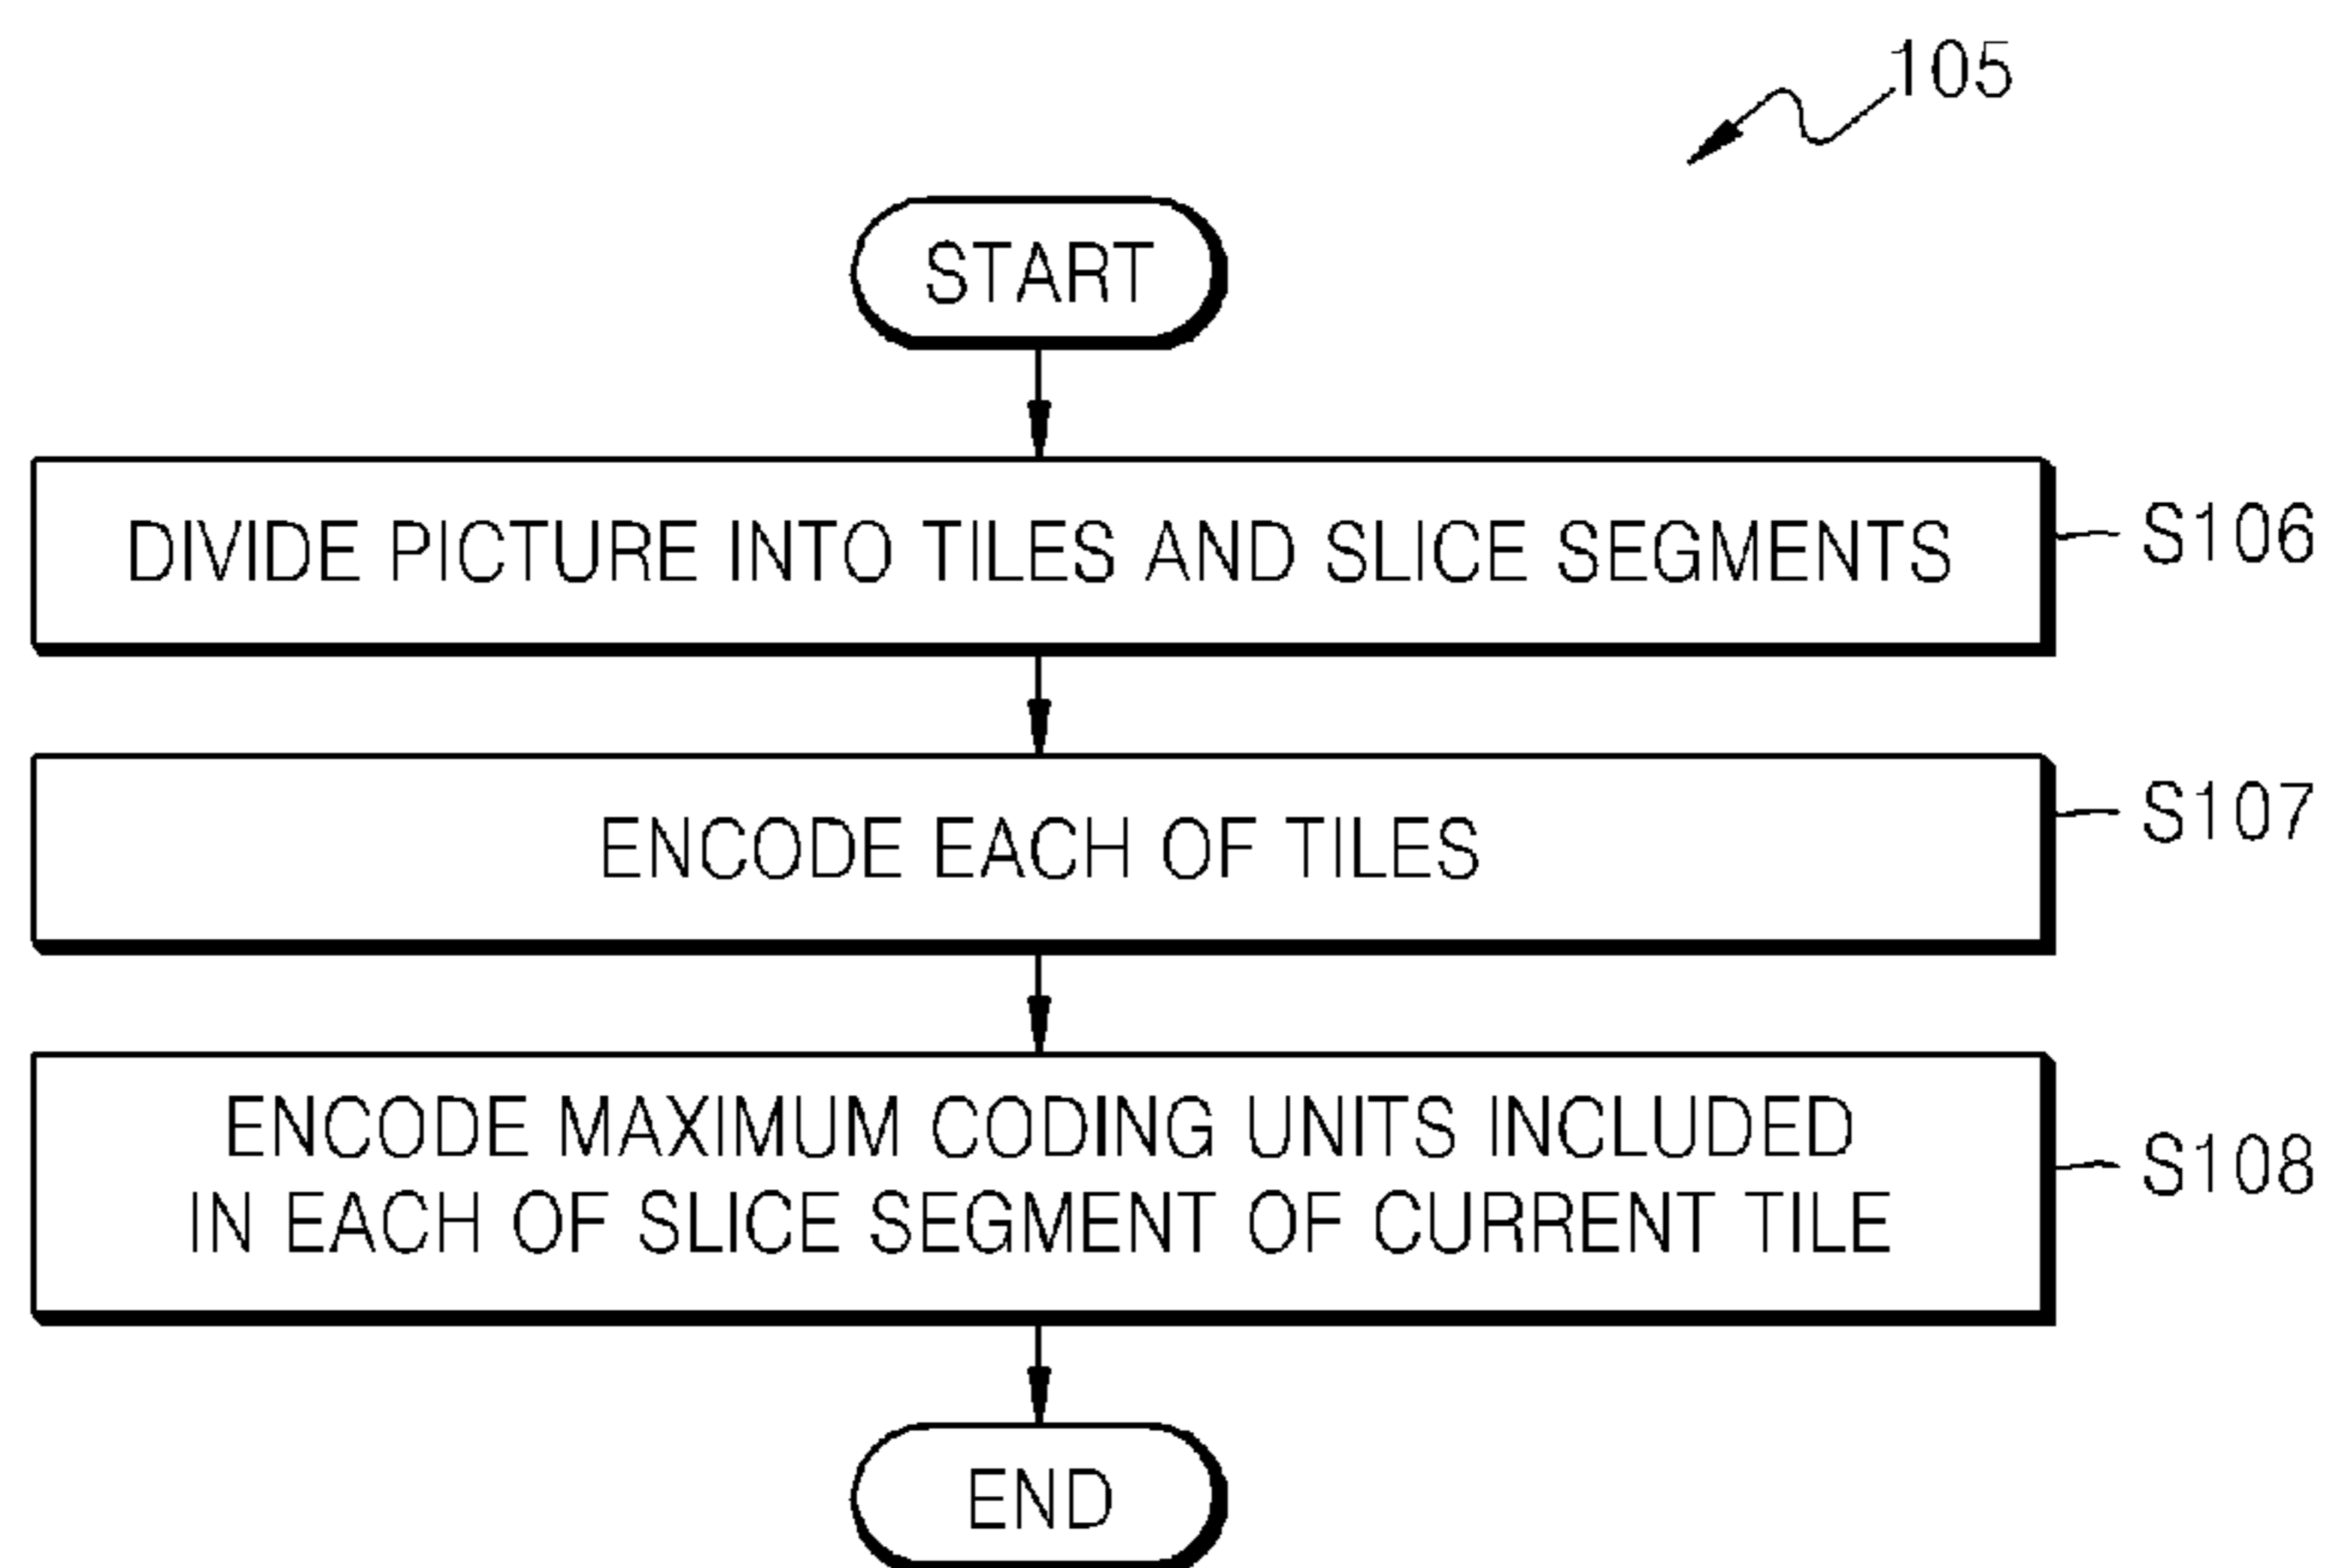 105
START
DIVIDE PICTURE INTO TILES AND SLICE SEGMENTS
S106
ENCODE EACH OF TILES
S107
ENCODE MAXIMUM CODING UNITS INCLUDED
IN EACH OF SLICE SEGMENT OF CURRENT TILE
S108
END